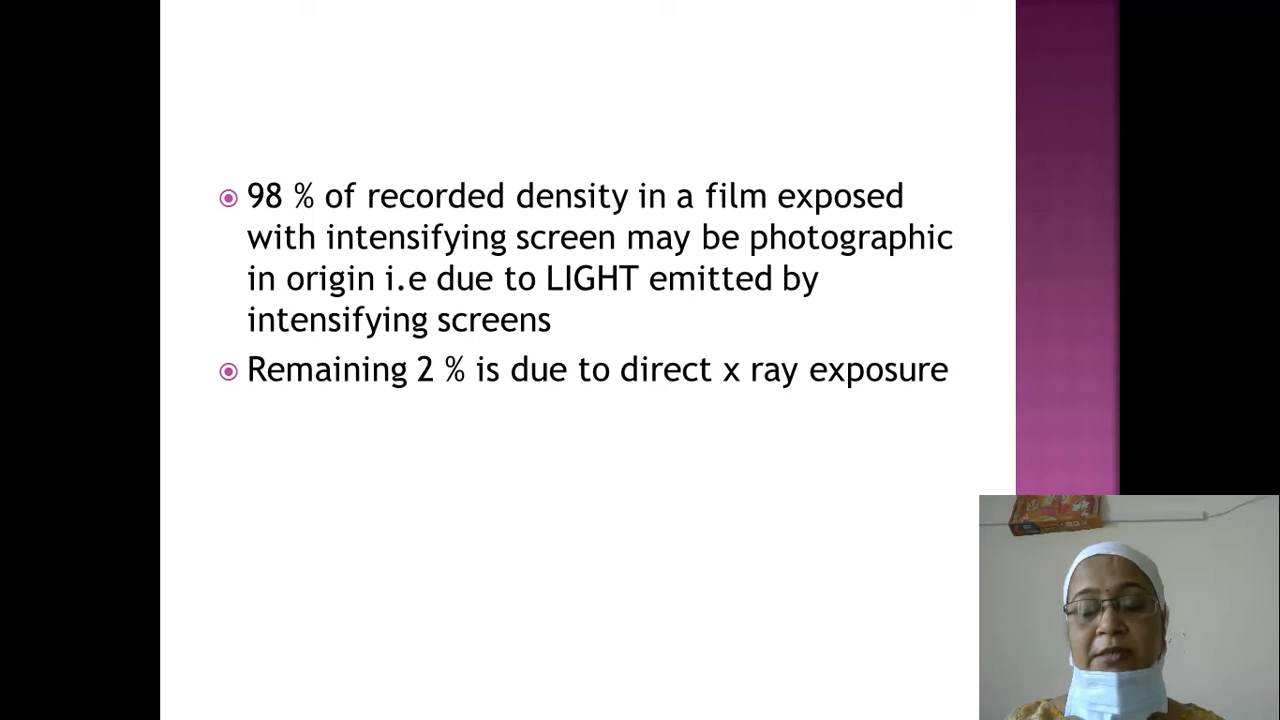 98 % of recorded density in a film exposed
with intensifying screen may be photographic
in origin i.e due to LIGHT emitted by
intensifying screens
Remaining 2 % is due to direct x ray exposure